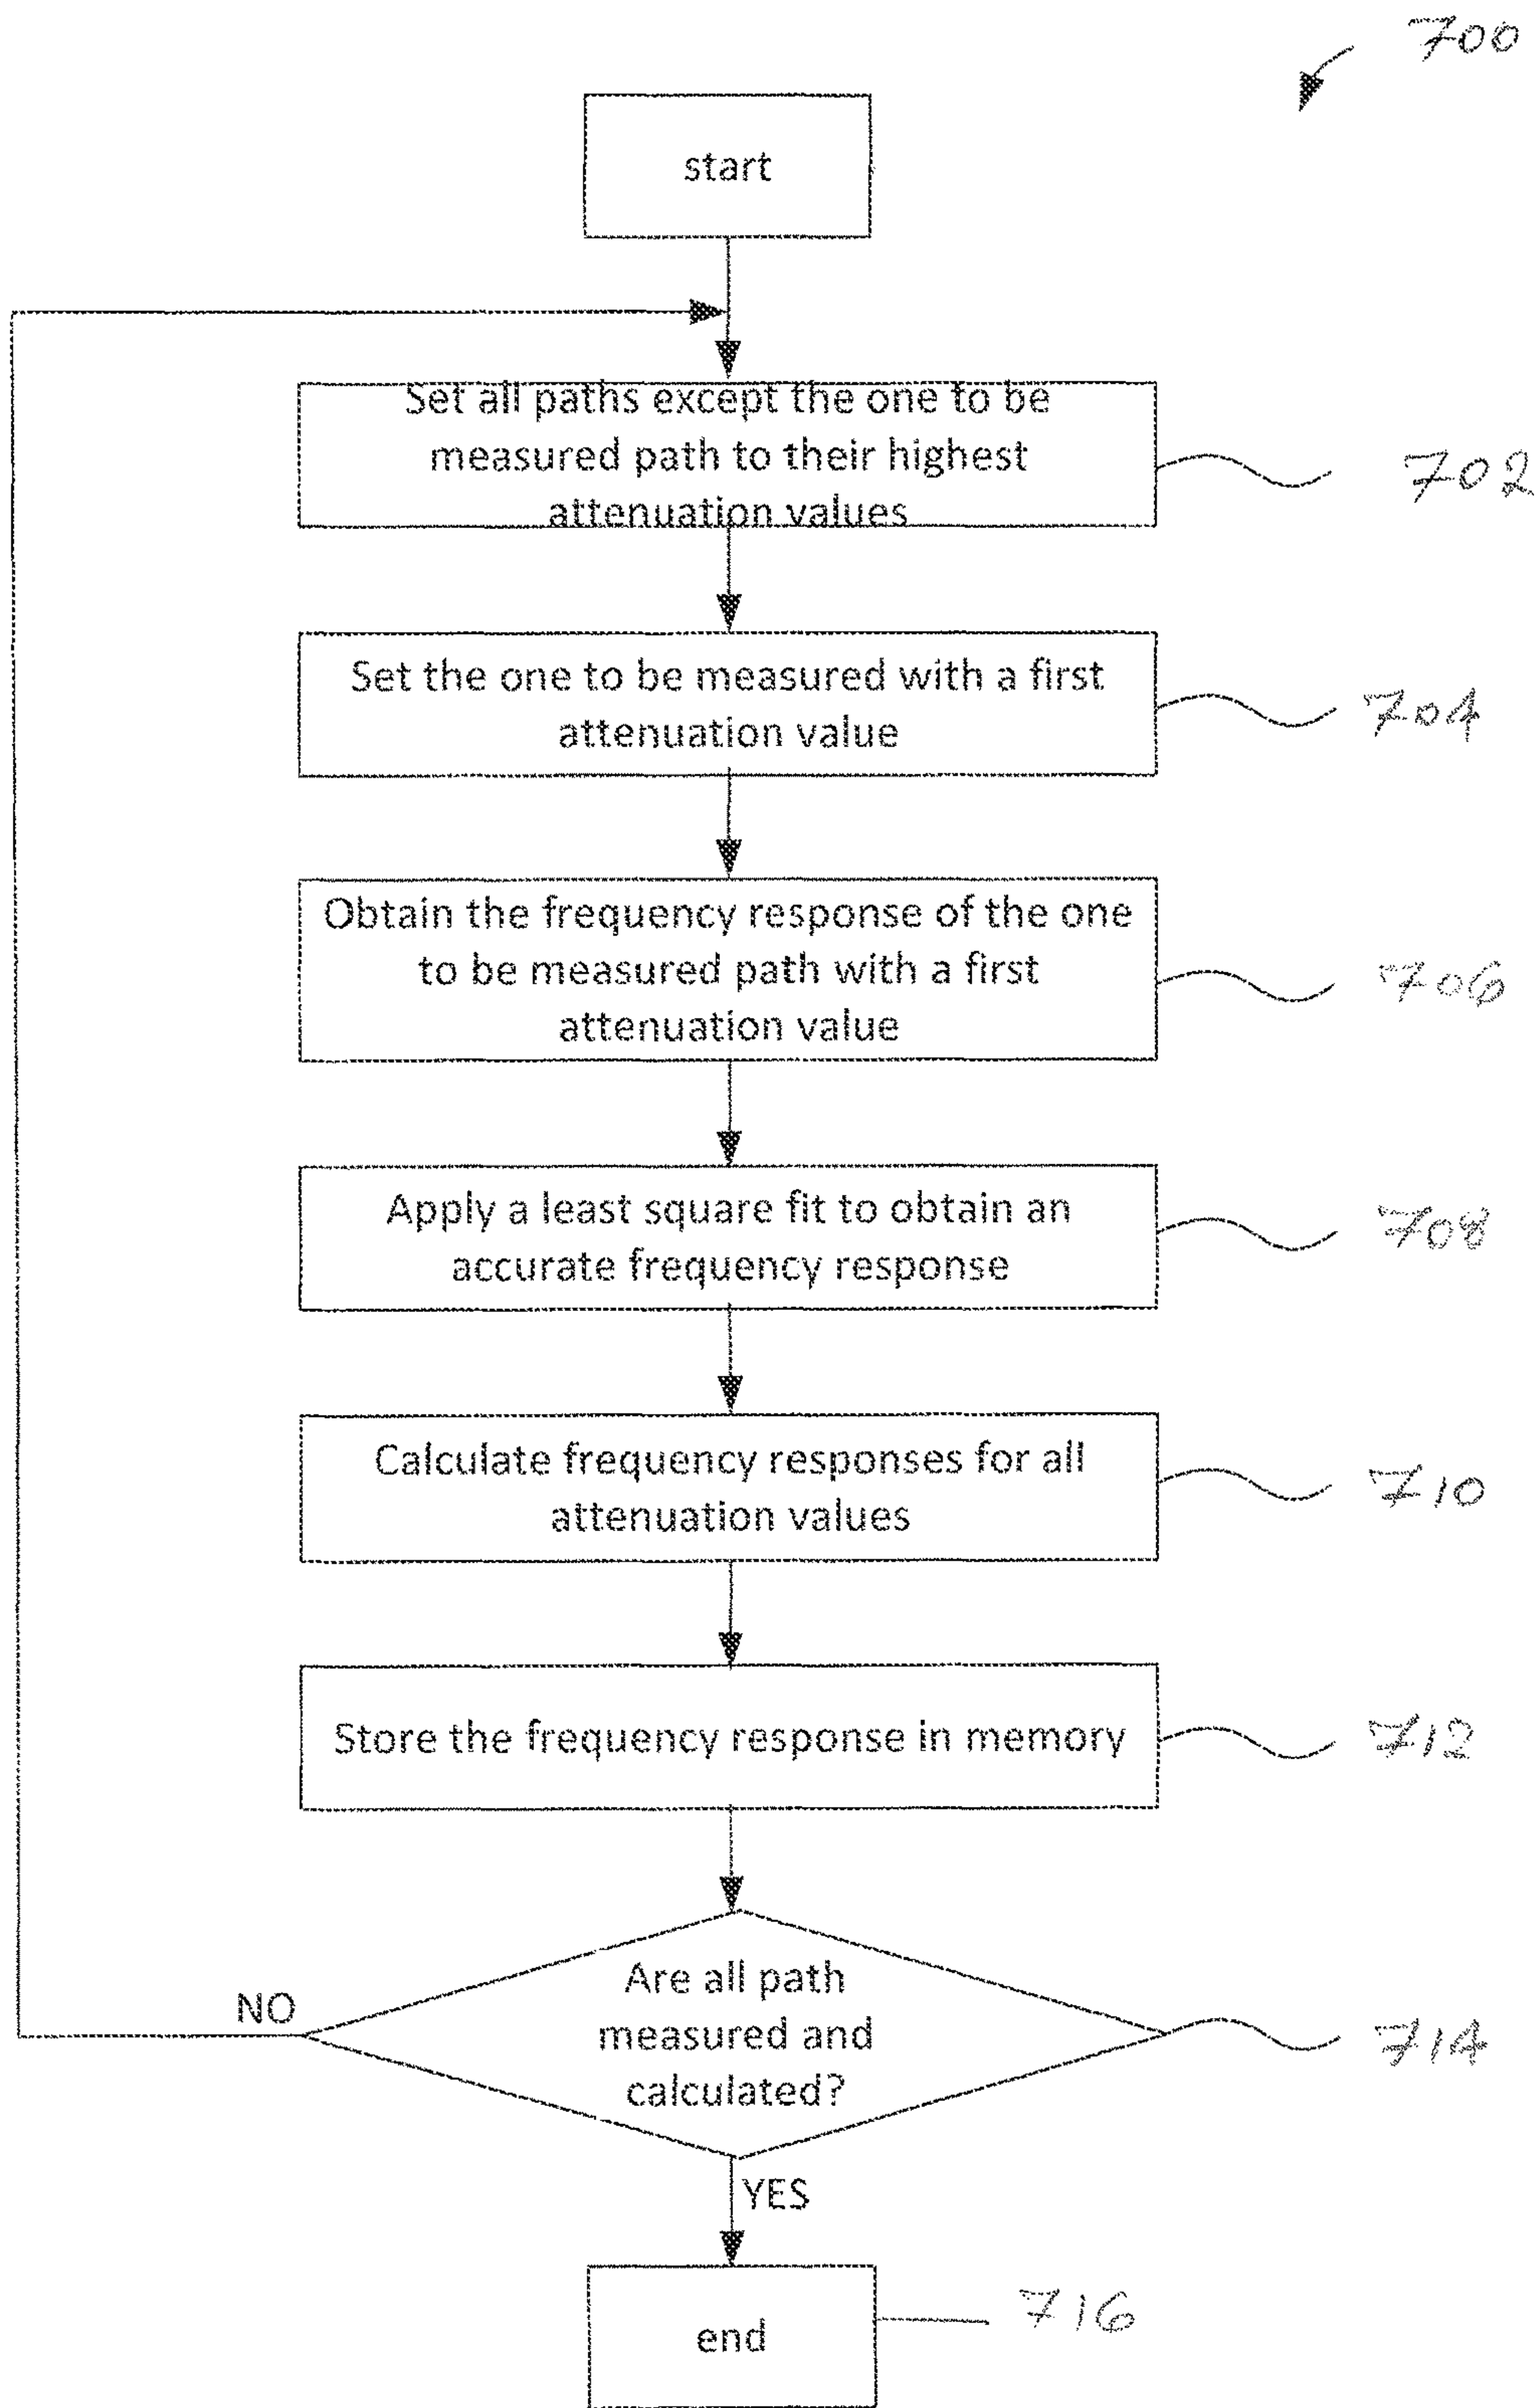 700
start
Set all paths except the one to be
measured path to their highest
attenuation values
702
Set the one to be measured with a first
attenuation value
704
Obtain the frequency response of the one
to be measured path with a first
attenuation value
706
Apply a least square fit to obtain an
accurate frequency response
708
Calculate frequency responses for all
attenuation values
710
Store the frequency response in memory
712
Are all path
measured and
calculated?
NO
714
YES
end
716